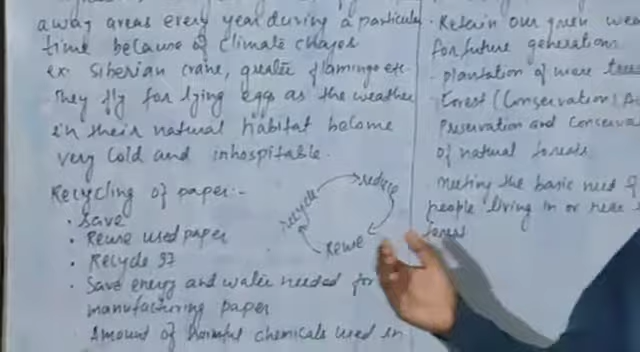 away areas every year during a particular
time because of climate changes
ex Siberian crane, greater flamingo etc.
They fly for lying eggs as the weather
in their natural habitat become
very cold and inhospitable.
Recycling of paper:-
• Save
• Reuse used paper
• Recycle it
• Save energy and water needed for
manufacturing paper
• Amount of harmful chemicals used in
recycle
reduce
Reuse
• Retain our green
for future generations
- plantation of more trees
Forest (Conservation)
Preservation and
of natural forests
• Meeting the basic need
people living in or near
forest